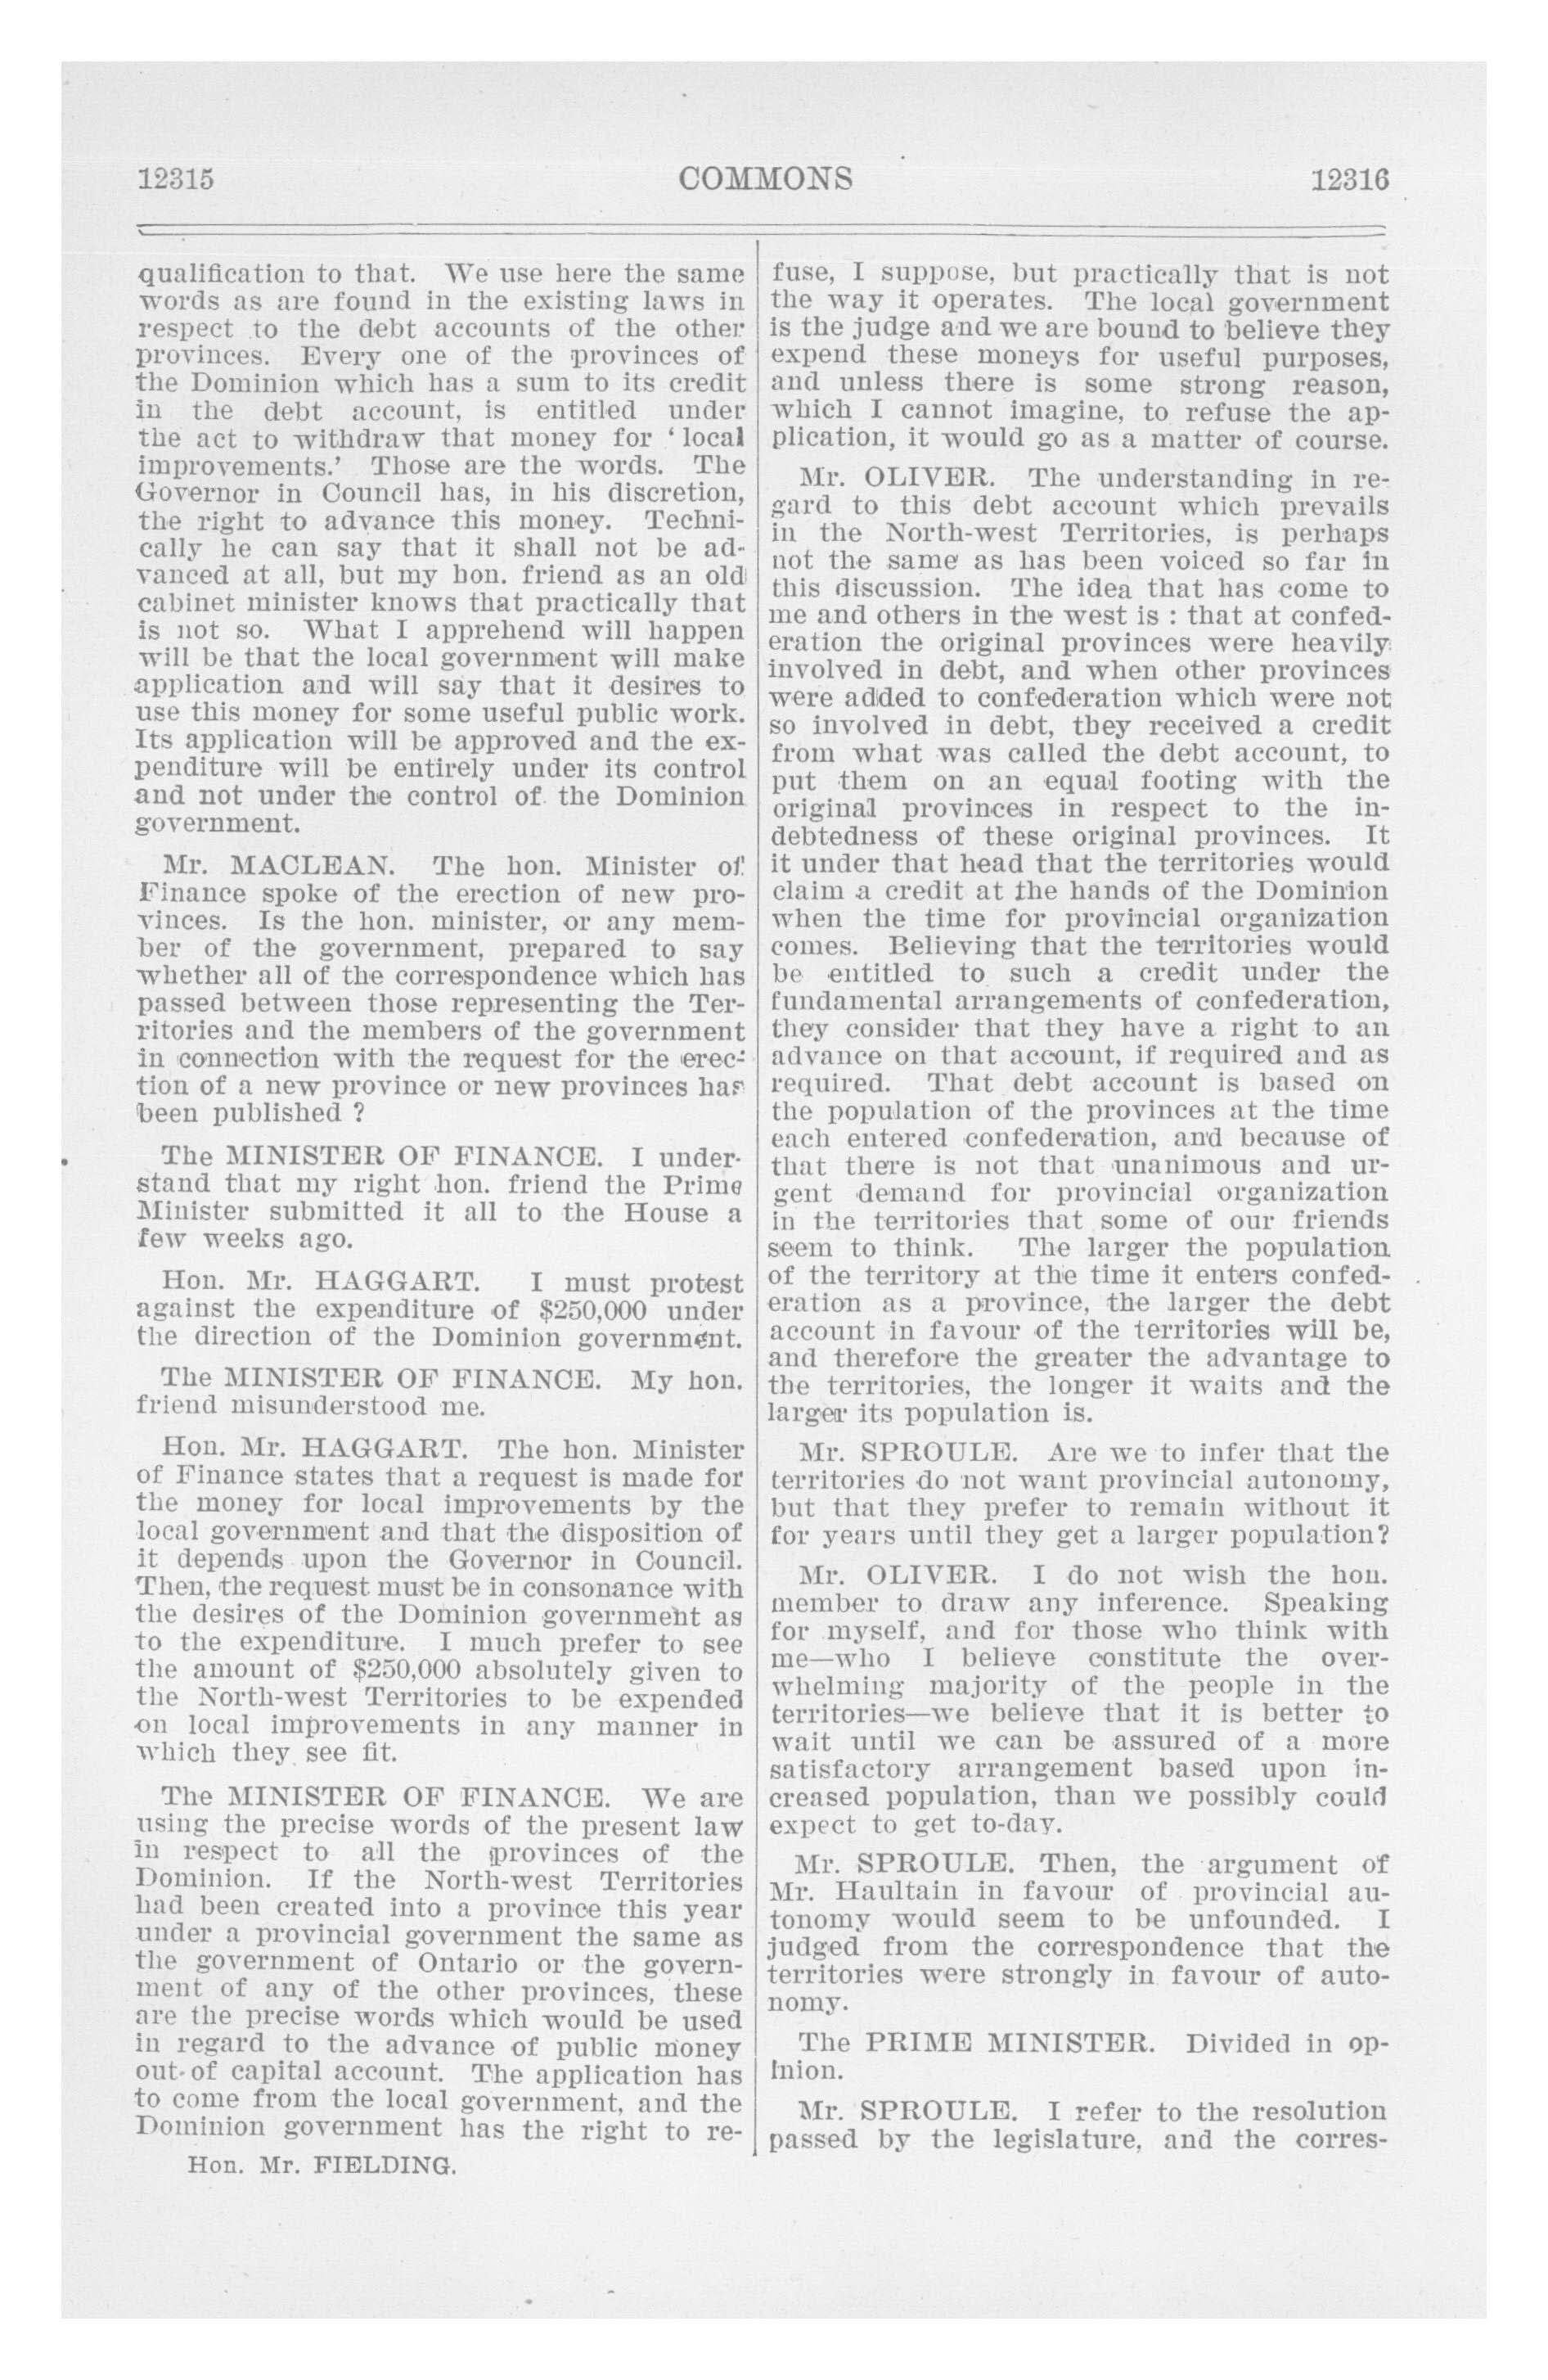 12315
COMMONS
12316
qualification to that. We use here the same
words as are found in the existing laws in
respect to the debt accounts of the other
provinces. Every one of the provinces of
the Dominion which has a sum to its credit
in the debt account, is entitled under
the act to withdraw that money for ‘ local
improvements.’ Those are the words. The
Governor in Council has, in his discretion,
the right to advance this money. Techni-
cally he can say that it shall not be ad-
vanced at all, but my hon. friend as an old
cabinet minister knows that practically that
is not so. What I apprehend will happen
will be that the local government will make
application and will say that it desires to
use this money for some useful public work.
Its application will be approved and the ex-
penditure will be entirely under its control
and not under the control of the Dominion
government.
Mr. MACLEAN. The hon. Minister of
Finance spoke of the erection of new pro-
vinces. Is the hon. minister, or any mem-
ber of the government, prepared to say
whether all of the correspondence which has
passed between those representing the Ter-
ritories and the members of the government
in connection with the request for the erec-
tion of a new province or new provinces has
been published ?
The MINISTER OF FINANCE. I under-
stand that my right hon. friend the Prime
Minister submitted it all to the House a
few weeks ago.
Hon. Mr. HAGGART. I must protest
against the expenditure of $250,000 under
the direction of the Dominion government.
The MINISTER OF FINANCE. My hon.
friend misunderstood me.
Hon. Mr. HAGGART. The hon. Minister
of Finance states that a request is made for
the money for local improvements by the
local government and that the disposition of
it depends upon the Governor in Council.
Then, the request must be in consonance with
the desires of the Dominion government as
to the expenditure. I much prefer to see
the amount of $250,000 absolutely given to
the North-west Territories to be expended
on local improvements in any manner in
which they see fit.
The MINISTER OF FINANCE. We are
using the precise words of the present law
in respect to all the provinces of the
Dominion. If the North-west Territories
had been created into a province this year
under a provincial government the same as
the government of Ontario or the govern-
ment of any of the other provinces, these
are the precise words which would be used
in regard to the advance of public money
out of capital account. The application has
to come from the local government, and the
Dominion government has the right to re-
Hon. Mr. FIELDING.
fuse, I suppose, but practically that is not
the way it operates. The local government
is the judge and we are bound to believe they
expend these moneys for useful purposes,
and unless there is some strong reason,
which I cannot imagine, to refuse the ap-
plication, it would go as a matter of course.
Mr. OLIVER. The understanding in re-
gard to this debt account which prevails
in the North-west Territories, is perhaps
not the same as has been voiced so far in
this discussion. The idea that has come to
me and others in the west is : that at confed-
eration the original provinces were heavily
involved in debt, and when other provinces
were added to confederation which were not
so involved in debt, they received a credit
from what was called the debt account, to
put them on an equal footing with the
original provinces in respect to the in-
debtedness of these original provinces. It
it under that head that the territories would
claim a credit at the hands of the Dominion
when the time for provincial organization
comes. Believing that the territories would
be entitled to such a credit under the
fundamental arrangements of confederation,
they consider that they have a right to an
advance on that account, if required and as
required. That debt account is based on
the population of the provinces at the time
each entered confederation, and because of
that there is not that unanimous and ur-
gent demand for provincial organization
in the territories that some of our friends
seem to think. The larger the population
of the territory at the time it enters confed-
eration as a province, the larger the debt
account in favour of the territories will be,
and therefore the greater the advantage to
the territories, the longer it waits and the
larger its population is.
Mr. SPROULE. Are we to infer that the
territories do not want provincial autonomy,
but that they prefer to remain without it
for years until they get a larger population?
Mr. OLIVER. I do not wish the hon.
member to draw any inference. Speaking
for myself, and for those who think with
me—who I believe constitute the over-
whelming majority of the people in the
territories—we believe that it is better to
wait until we can be assured of a more
satisfactory arrangement based upon in-
creased population, than we possibly could
expect to get to-day.
Mr. SPROULE. Then, the argument of
Mr. Haultain in favour of provincial au-
tonomy would seem to be unfounded. I
judged from the correspondence that the
territories were strongly in favour of auto-
nomy.
The PRIME MINISTER. Divided in op-
inion.
Mr. SPROULE. I refer to the resolution
passed by the legislature, and the corres-